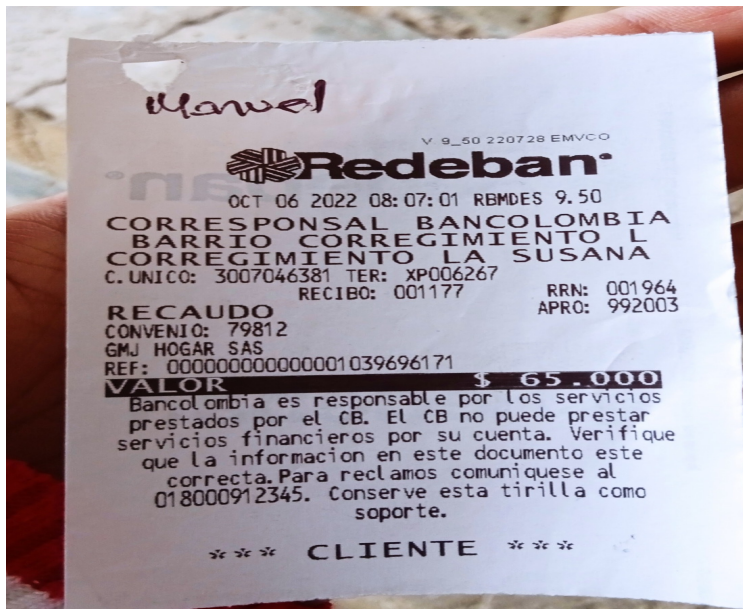 Manuel
V 9_50 220728 EMVCO
Redeban
OCT 06 2022 08:07:01 RBMDES 9.50
CORRESPONSAL BANCOLOMBIA
BARRIO CORREGIMIENTO L
CORREGIMIENTO LA SUSANA
C.UNICO: 3007046381 TER: XP006267
RECIBO: 001177 RRN: 001964
RECAUDO APRO: 992003
CONVENIO: 79812
GMJ HOGAR SAS
REF: 00000000000001039696171
VALOR $ 65.000
Bancolombia es responsable por los servicios
prestados por el CB. El CB no puede prestar
servicios financieros por su cuenta. Verifique
que la informacion en este documento este
correcta.Para reclamos comuniquese al
018000912345. Conserve esta tirilla como
soporte.
*** CLIENTE ***